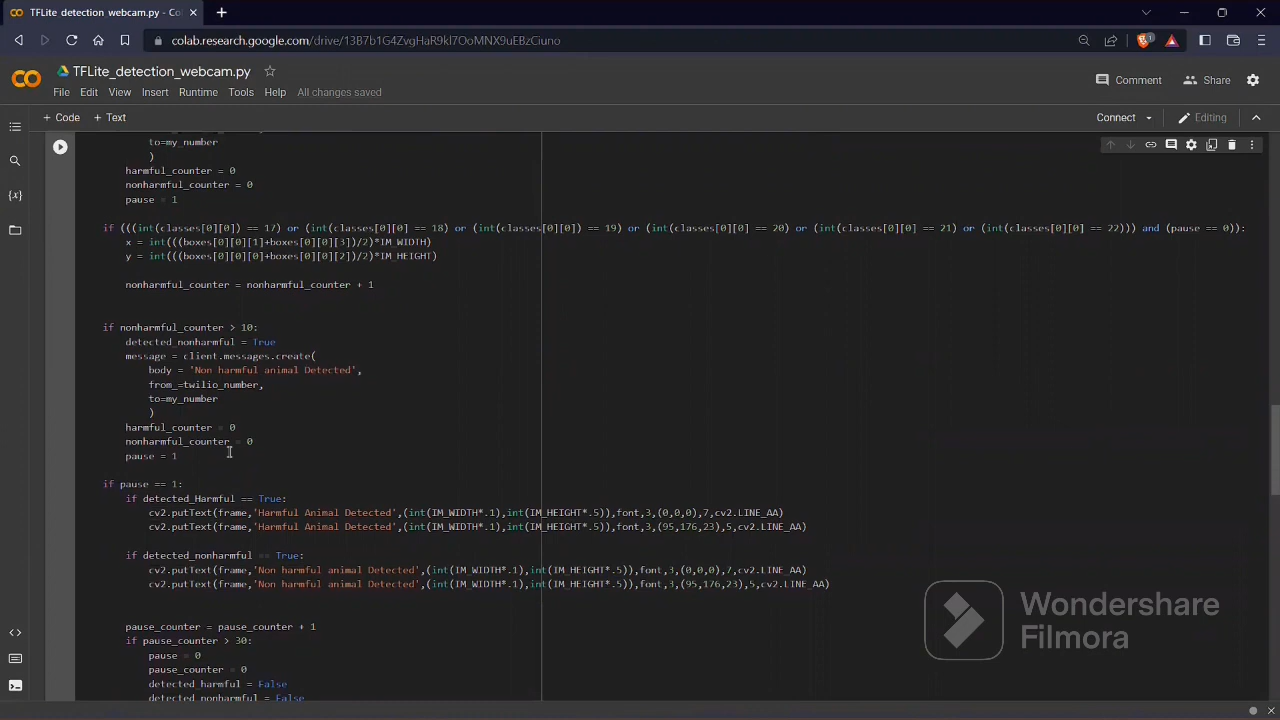 TFLite_detection_webcam.py - Co
colab.research.google.com/drive/13B7b1G4ZvgHaR9kl7OoMNX9uEBzCiuno
1
CO
TFLite_detection_webcam.py
Comment
Share
File Edit View Insert Runtime Tools Help All changes saved
+ Code + Text
Connect
Editing
to=my_number
)
harmful_counter = 0
nonharmful_counter = 0
pause = 1
if (((int(classes[0][0]) == 17) or (int(classes[0][0] == 18) or (int(classes[0][0]) == 19) or (int(classes[0][0] == 20) or (int(classes[0][0] == 21) or (int(classes[0][0] == 22))) and (pause == 0)):
x = int(((boxes[0][0][1]+boxes[0][0][3])/2)*IM_WIDTH)
y = int(((boxes[0][0][0]+boxes[0][0][2])/2)*IM_HEIGHT)
nonharmful_counter = nonharmful_counter + 1
if nonharmful_counter > 10:
detected_nonharmful = True
message = client.messages.create(
body = 'Non harmful animal Detected',
from_=twilio_number,
to=my_number
)
harmful_counter = 0
nonharmful_counter = 0
pause = 1
if pause == 1:
if detected_Harmful == True:
cv2.putText(frame,'Harmful Animal Detected',(int(IM_WIDTH*.1),int(IM_HEIGHT*.5)),font,3,(0,0,0),7,cv2.LINE_AA)
cv2.putText(frame,'Harmful Animal Detected',(int(IM_WIDTH*.1),int(IM_HEIGHT*.5)),font,3,(95,176,23),5,cv2.LINE_AA)
if detected_nonharmful == True:
cv2.putText(frame,'Non harmful animal Detected',(int(IM_WIDTH*.1),int(IM_HEIGHT*.5)),font,3,(0,0,0),7,cv2.LINE_AA)
cv2.putText(frame,'Non harmful animal Detected',(int(IM_WIDTH*.1),int(IM_HEIGHT*.5)),font,3,(95,176,23),5,cv2.LINE_AA)
Wondershare
Filmora
pause_counter = pause_counter + 1
if pause_counter > 30:
pause = 0
pause_counter = 0
detected_harmful = False
detected_nonharmful = False